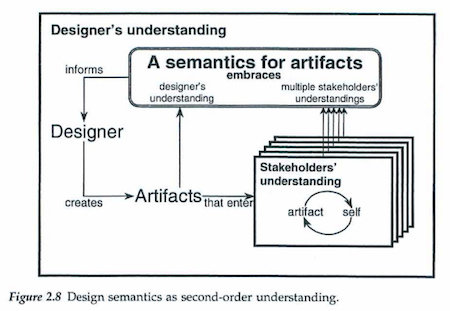 Designer's understanding
A semantics for artifacts
embraces
informs
designer's
understanding
multiple stakeholders'
understandings
Designer
Stakeholders'
understanding
creates
Artifacts
that enter
artifact
self
Figure 2.8 Design semantics as second-order understanding.